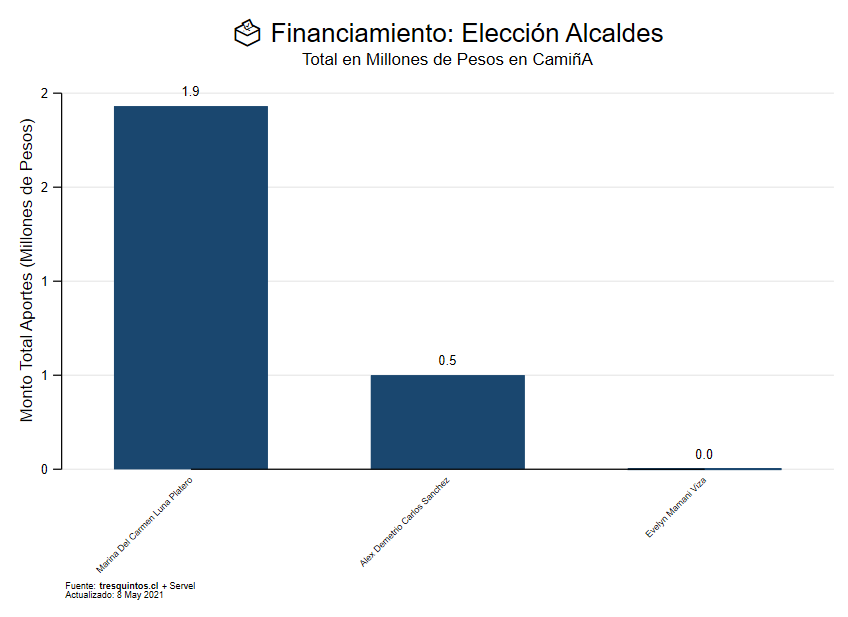 Financiamiento: Elección Alcaldes
Total en Millones de Pesos en CamiñA
Monto Total Aportes (Millones de Pesos)
2
2
1
1
0
1.9
0.5
0.0
Marina Del Carmen Luna Platero
Alex Demetrio Carlos Sanchez
Evelyn Mamani Viza
Fuente: tresquintos.cl + Servel
Actualizado: 8 May 2021